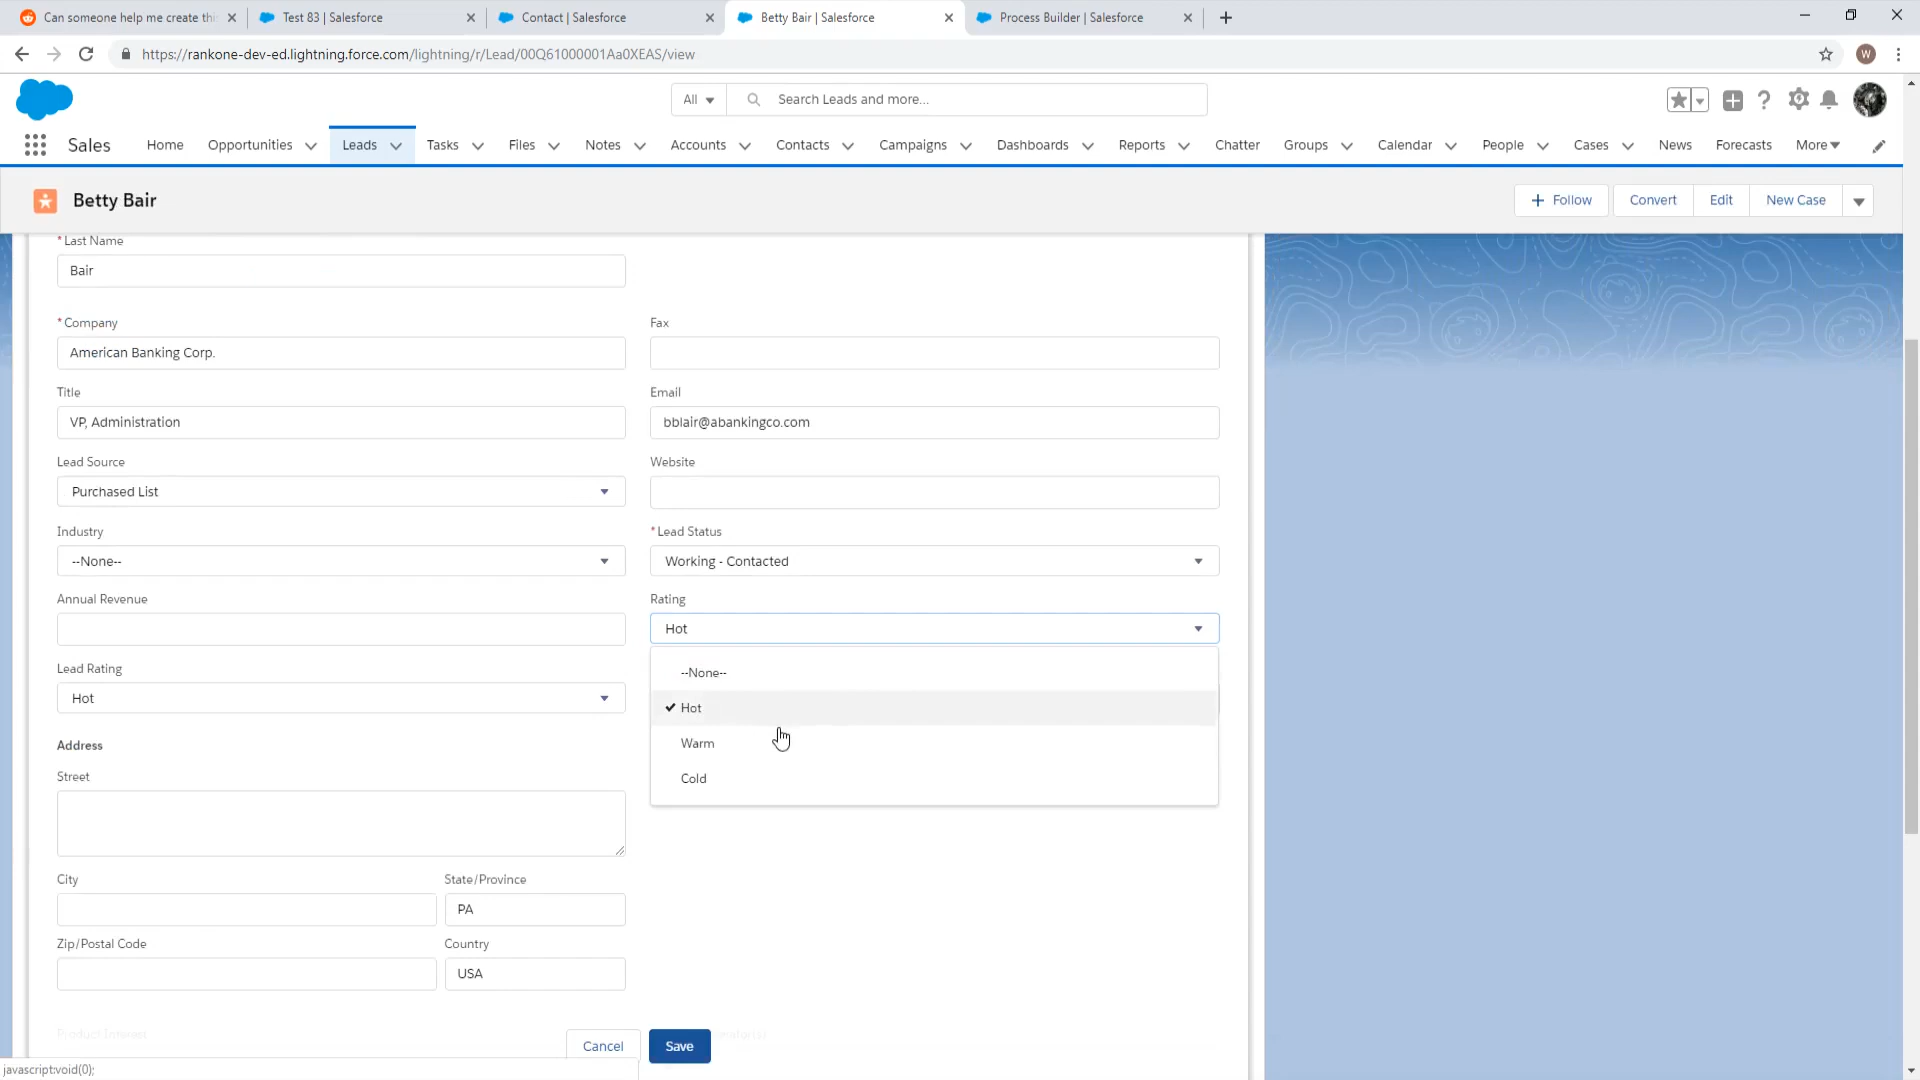 Can someone help me create thi
Test 83 | Salesforce
Contact | Salesforce
Betty Bair | Salesforce
Process Builder | Salesforce
https://rankone-dev-ed.lightning.force.com/lightning/r/Lead/00Q61000001Aa0XEAS/view
W
All
Search Leads and more...
Sales
Home
Opportunities
Leads
Tasks
Files
Notes
Accounts
Contacts
Campaigns
Dashboards
Reports
Chatter
Groups
Calendar
People
Cases
News
Forecasts
More
Betty Bair
Follow
Convert
Edit
New Case
*Last Name
Bair
*Company
Fax
American Banking Corp.
Title
Email
VP, Administration
bblair@abankingco.com
Lead Source
Website
Purchased List
Industry
*Lead Status
--None--
Working - Contacted
Annual Revenue
Rating
Hot
--None--
Lead Rating
Hot
Hot
Warm
Cold
Address
Street
City
State/Province
PA
Zip/Postal Code
Country
USA
Product Interest
Cancel
Save
javascript:void(0);